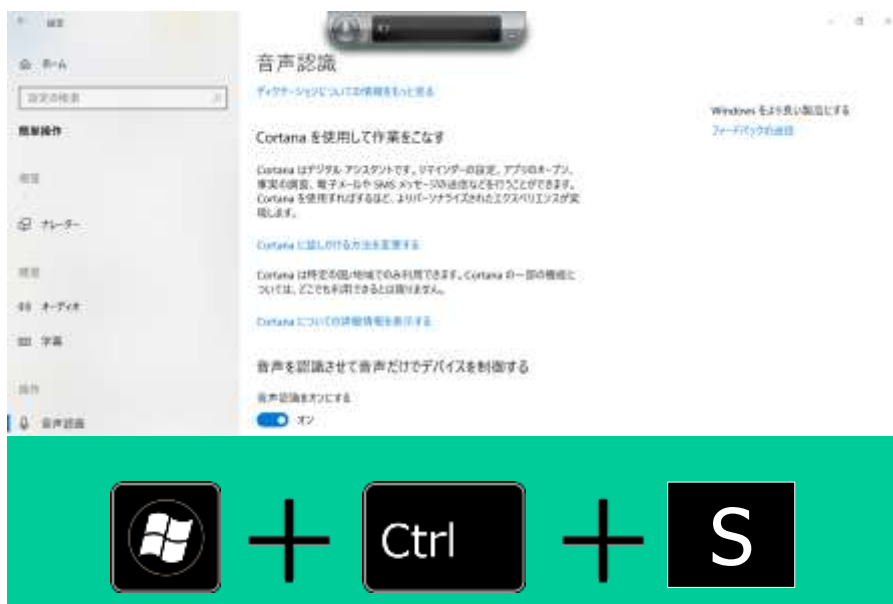 設定
ホーム
設定の検索
簡単操作
視覚
ナレーター
聴覚
オーディオ
字幕
操作
音声認識
オフ
音声認識
ディクテーションについての情報をもっと見る
Cortana を使用して作業をこなす
Cortana はデジタル アシスタントです。リマインダーの設定、アプリのオープン、
事実の調査、電子メールや SMS メッセージの送信などを行うことができます。
Cortana を使用すればするほど、よりパーソナライズされたエクスペリエンスが実
現します。
Cortana に話しかける方法を変更する
Cortana は特定の国/地域でのみ利用できます。Cortana の一部の機能に
ついては、どこでも利用できるとは限りません。
Cortana についての詳細情報を表示する
音声を認識させて音声だけでデバイスを制御する
音声認識をオンにする
オン
Windows をより良い製品にする
フィードバックの送信
+ Ctrl + S